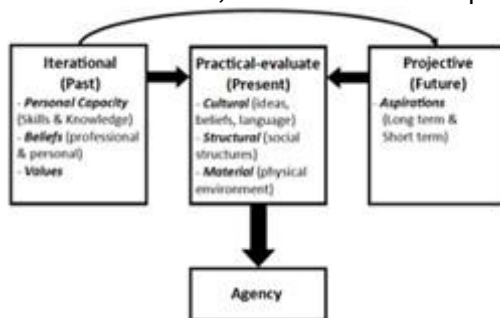 Iterational
(Past)
- Personal Capacity
(Skills & Knowledge)
- Beliefs (professional
& personal)
- Values
Practical-evaluate
(Present)
- Cultural (ideas,
beliefs, language)
- Structural (social
structures)
- Material (physical
environment)
Projective
(Future)
- Aspirations
(Long term &
Short term)
Agency